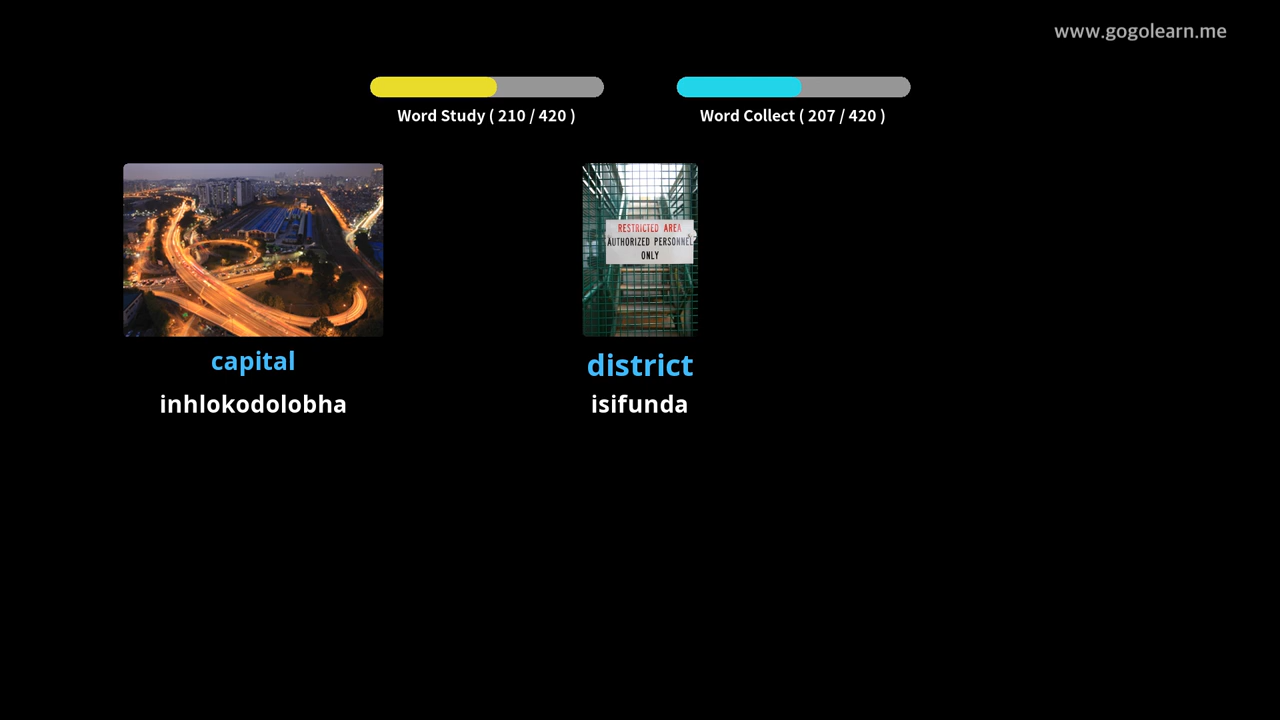 www.gogolearn.me
Word Study ( 210 / 420 )
Word Collect ( 207 / 420 )
RESTRICTED AREA
AUTHORIZED PERSONNEL
ONLY
capital
district
inhlokodolobha
isifunda